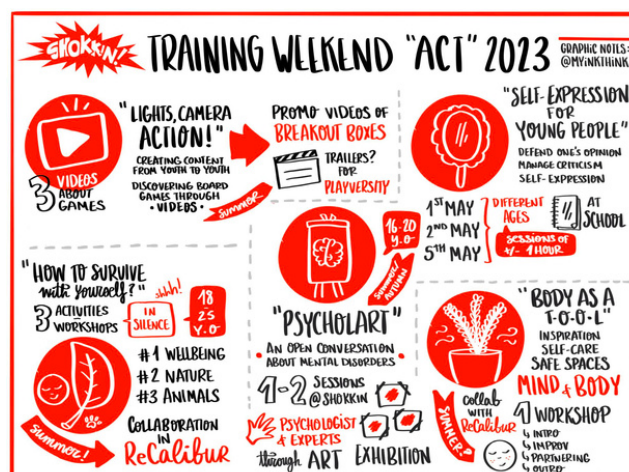 SHOKKIN!
TRAINING WEEKEND "ACT" 2023
GRAPHIC NOTES:
@MYINKTHINK
VIDEOS
3 ABOUT
GAMES
"LIGHTS, CAMERA
ACTION!"
CREATING CONTENT
FROM YOUTH TO YOUTH
DISCOVERING BOARD
GAMES THROUGH
• VIDEOS •
SUMMER
PROMO VIDEOS OF
BREAKOUT BOXES
TRAILERS?
FOR
PLAYVERSITY
"SELF-EXPRESSION
FOR
YOUNG PEOPLE"
DEFEND ONE'S OPINION
MANAGE CRITICISM
SELF-EXPRESSION
1ST MAY
2ND MAY
5TH MAY
DIFFERENT
AGES
SESSIONS OF
+/- 1 HOUR
AT
SCHOOL
"HOW TO SURVIVE
with yourself?"
shhh!
3 ACTIVITIES
WORKSHOPS
IN
SILENCE
18
25
Y.O
#1 WELLBEING
#2 NATURE
#3 ANIMALS
Summer!
COLLABORATION
IN
ReCalibur
16-20
Y.O
SUMMER/
AUTUMN
"PSYCHOLART"
AN OPEN CONVERSATION
• ABOUT MENTAL DISORDERS •
1-2 SESSIONS
@SHOKKIN
PSYCHOLOGIST
& EXPERTS
through ART EXHIBITION
"BODY AS A
T-O-O-L"
INSPIRATION
SELF-CARE
SAFE SPACES
MIND & BODY
collab
WITH
ReCALIBUR
SUMMER?
1 WORKSHOP
↳ INTRO
↳ IMPROV
↳ PARTNERING
↳ OUTRO